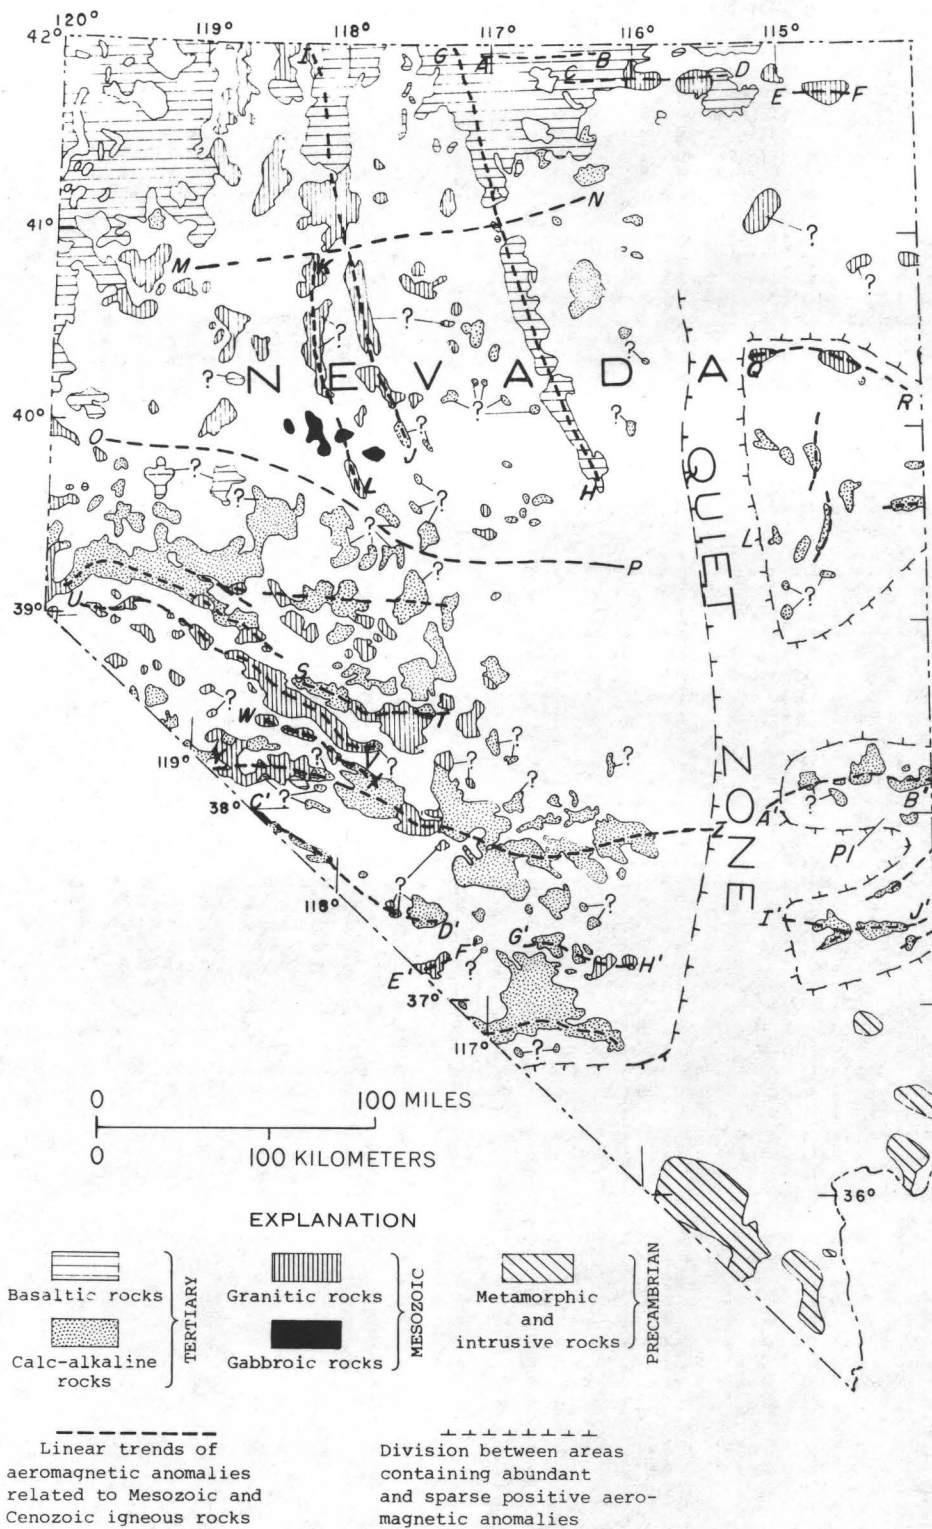 120°
119° 118° 117° 116° 115°
42°
I G A B
C D
E F
?
41°
N
M
K
?
? ? ?
? ?
N E V A D A
Q
R
40°
? ? ?
O
J
L H
? ?
? ?
?
P
?
QUIET ZONE
?
U
39°
S
T
W
?
X V
119°
? ? ? ?
38°
C' ?
A' B'
?
PI
118°
?
D'
I' J'
F' G'
?
E' H'
37°
117°
?
0 100 MILES
0 100 KILOMETERS
36°
EXPLANATION
Basaltic rocks
Calc-alkaline
rocks
TERTIARY
Granitic rocks
Gabbroic rocks
MESOZOIC
Metamorphic
and
intrusive rocks
PRECAMBRIAN
Linear trends of
aeromagnetic anomalies
related to Mesozoic and
Cenozoic igneous rocks
Division between areas
containing abundant
and sparse positive aero-
magnetic anomalies